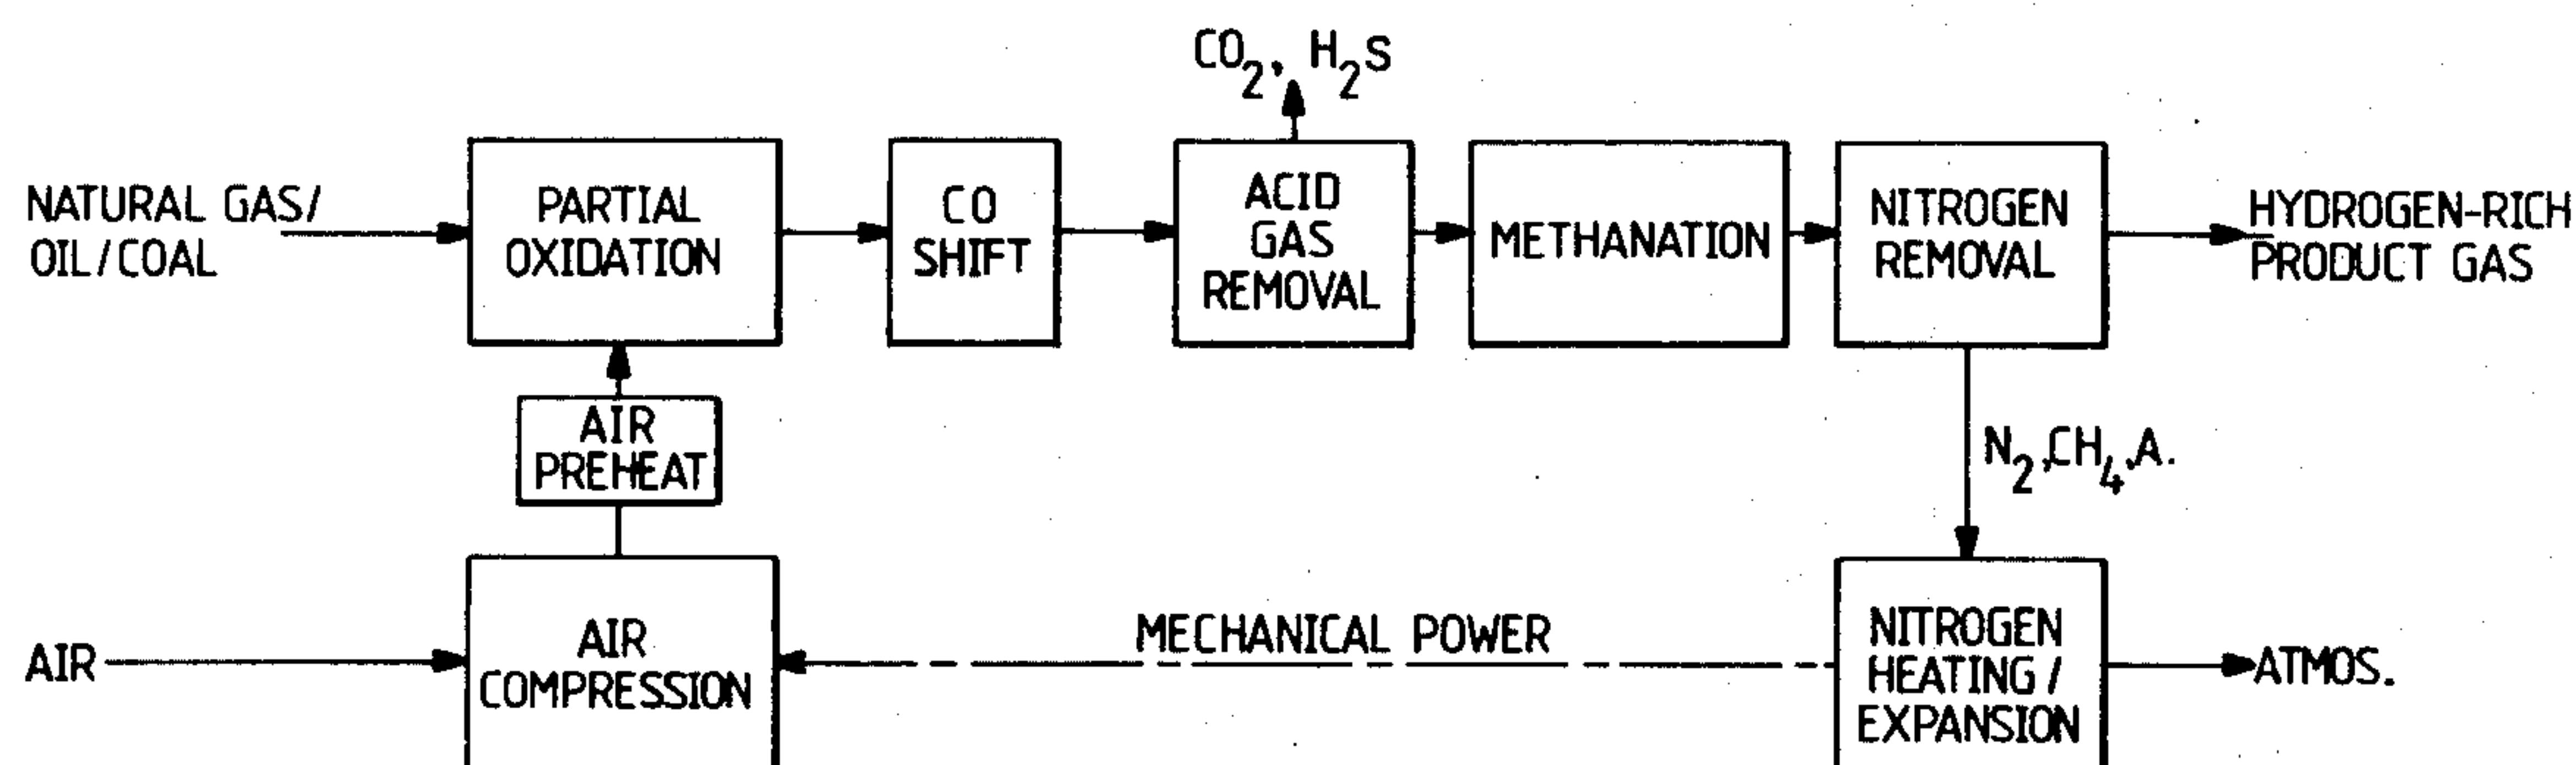 CO2, H2S
NATURAL GAS/
OIL/COAL
PARTIAL
OXIDATION
CO
SHIFT
ACID
GAS
REMOVAL
METHANATION
NITROGEN
REMOVAL
HYDROGEN-RICH
PRODUCT GAS
AIR
PREHEAT
N2,CH4,A.
AIR
AIR
COMPRESSION
MECHANICAL POWER
NITROGEN
HEATING/
EXPANSION
ATMOS.